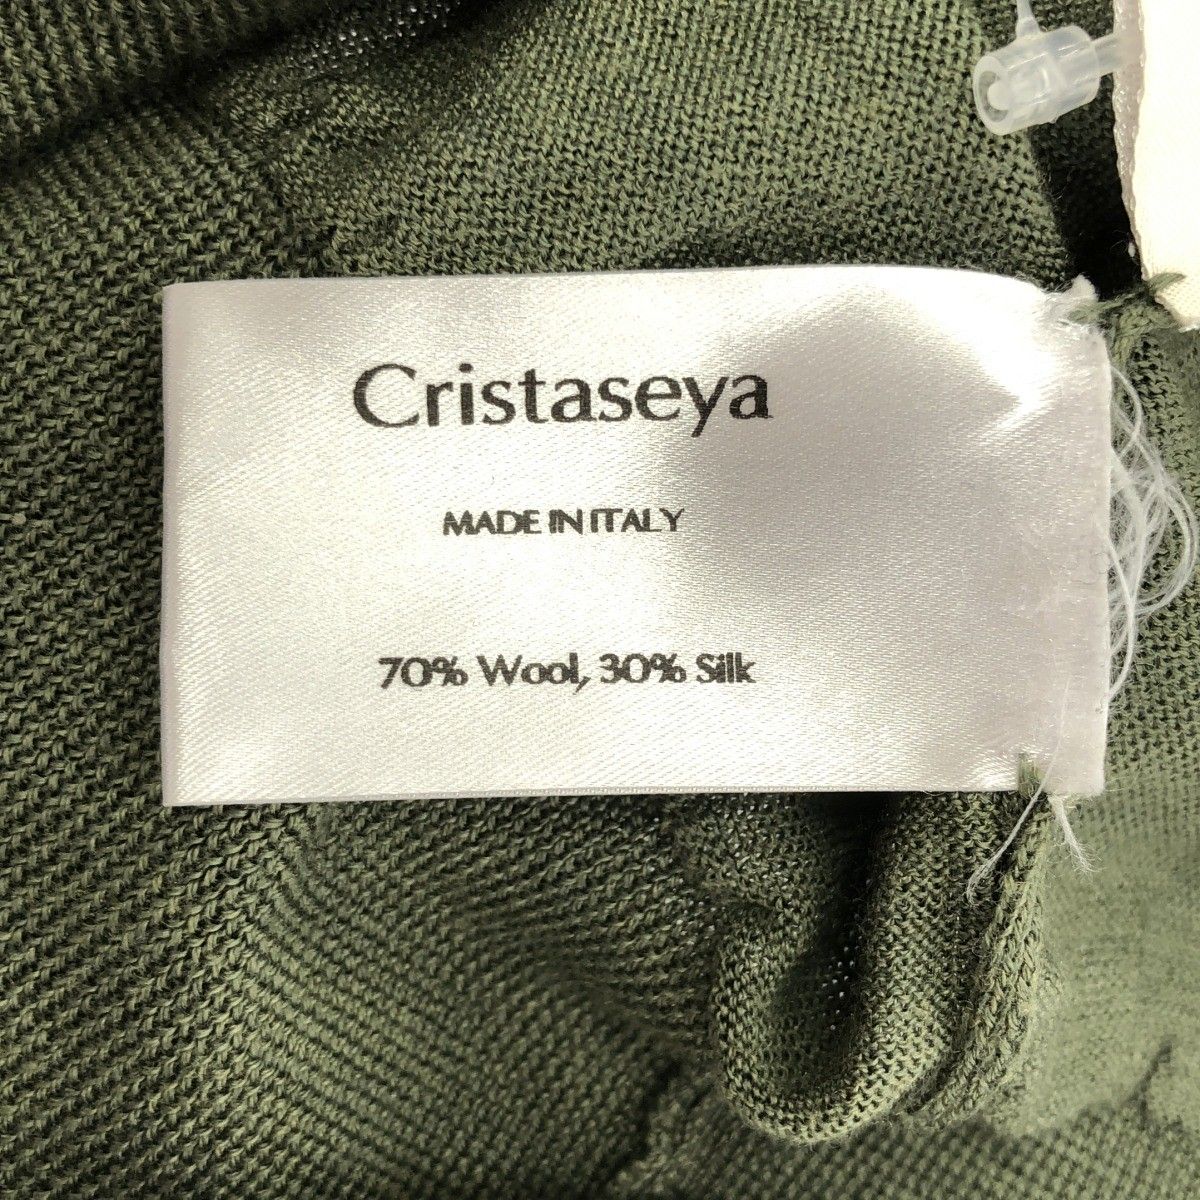 Cristaseya
MADE IN ITALY
70% Wool, 30% Silk